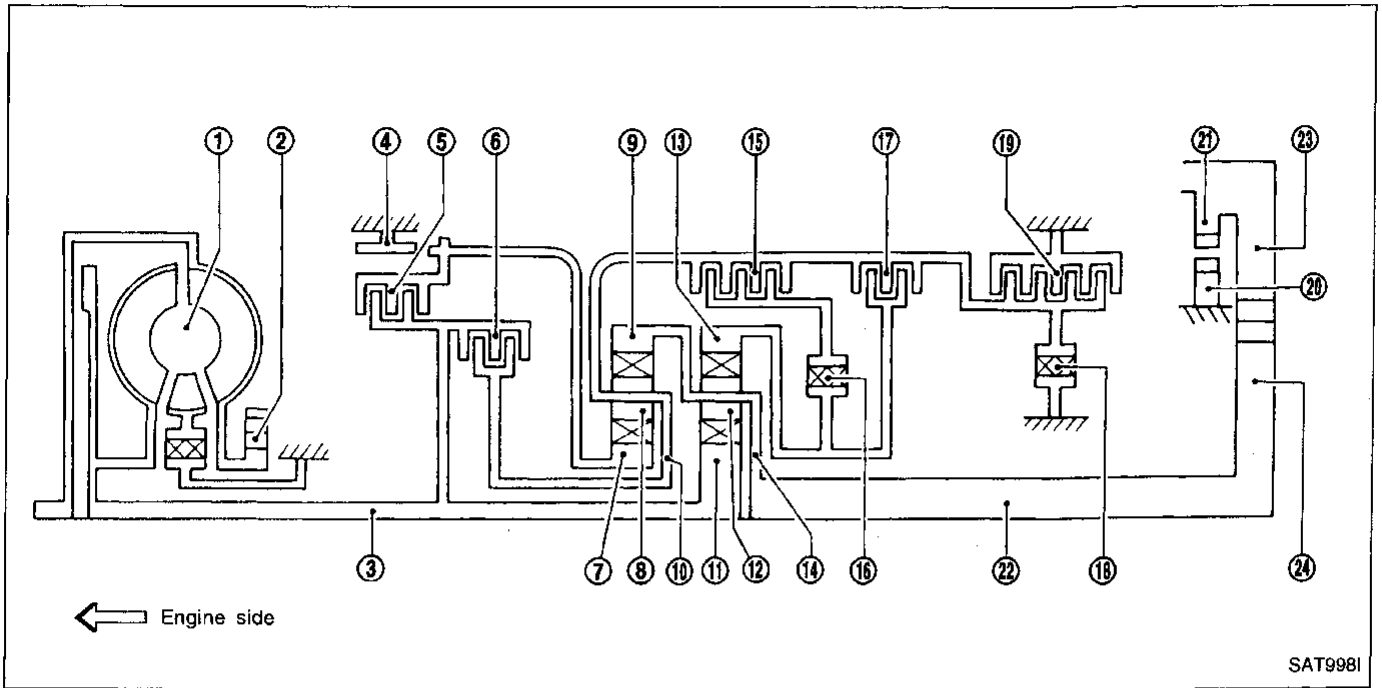 ① ② ④ ⑤ ⑥ ⑨ ⑬ ⑮ ⑰ ⑲ ㉑ ㉓
⑳
③ ⑦ ⑧ ⑩ ⑪ ⑫ ⑭ ⑯ ㉒ ⑱ ㉔
Engine side
SAT998I